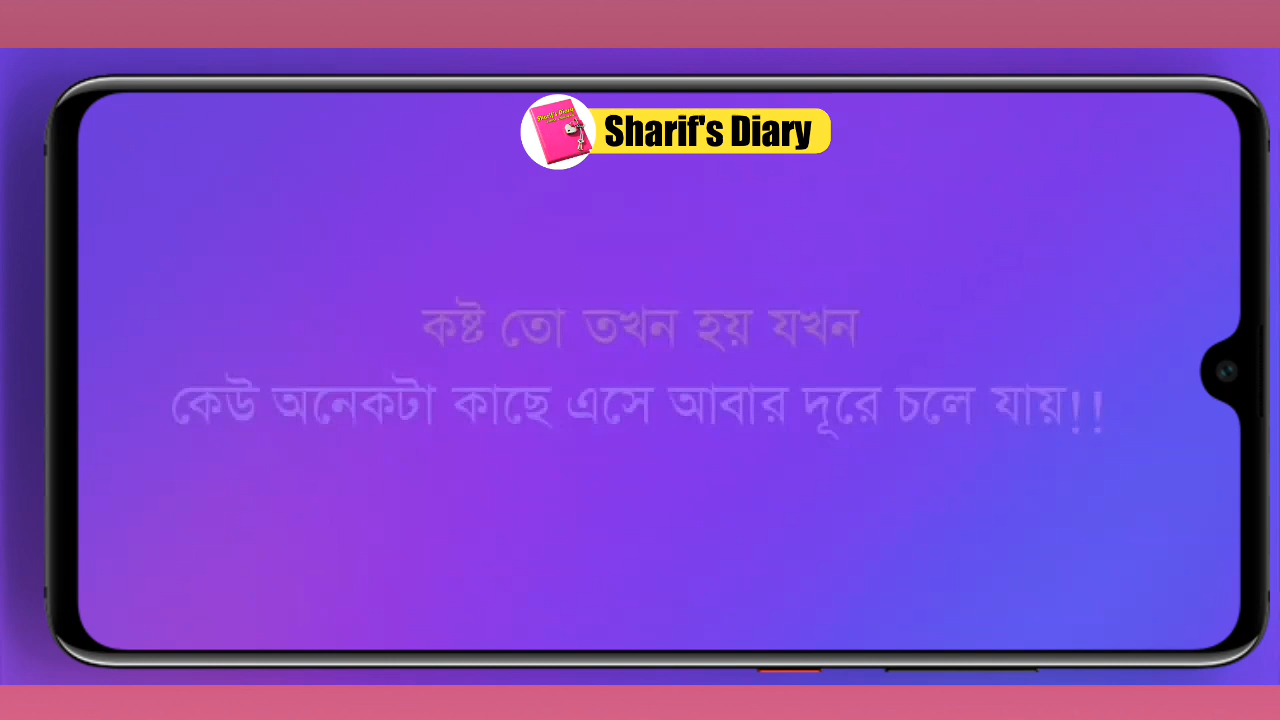 Sharif's Diary
কষ্ট তো তখন হয় যখন
কেউ অনেকটা কাছে এসে আবার দূরে চলে যায়!!